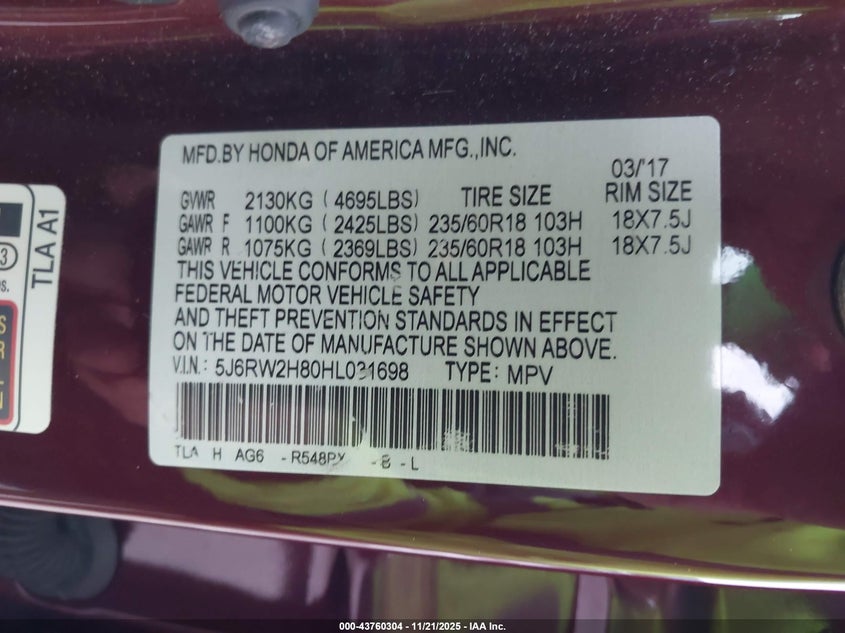 MFD.BY HONDA OF AMERICA MFG.,INC.
03/'17
GVWR 2130KG ( 4695LBS) TIRE SIZE RIM SIZE
GAWR F 1100KG ( 2425LBS) 235/60R18 103H 18X7.5J
GAWR R 1075KG ( 2369LBS) 235/60R18 103H 18X7.5J
THIS VEHICLE CONFORMS TO ALL APPLICABLE
FEDERAL MOTOR VEHICLE SAFETY
AND THEFT PREVENTION STANDARDS IN EFFECT
ON THE DATE OF MANUFACTURE SHOWN ABOVE.
V.I.N.: 5J6RW2H80HL031698 TYPE: MPV
TLA H AG6 - R548PX - B - L
TLA A1
000-43760304 - 11/21/2025 - IAA Inc.